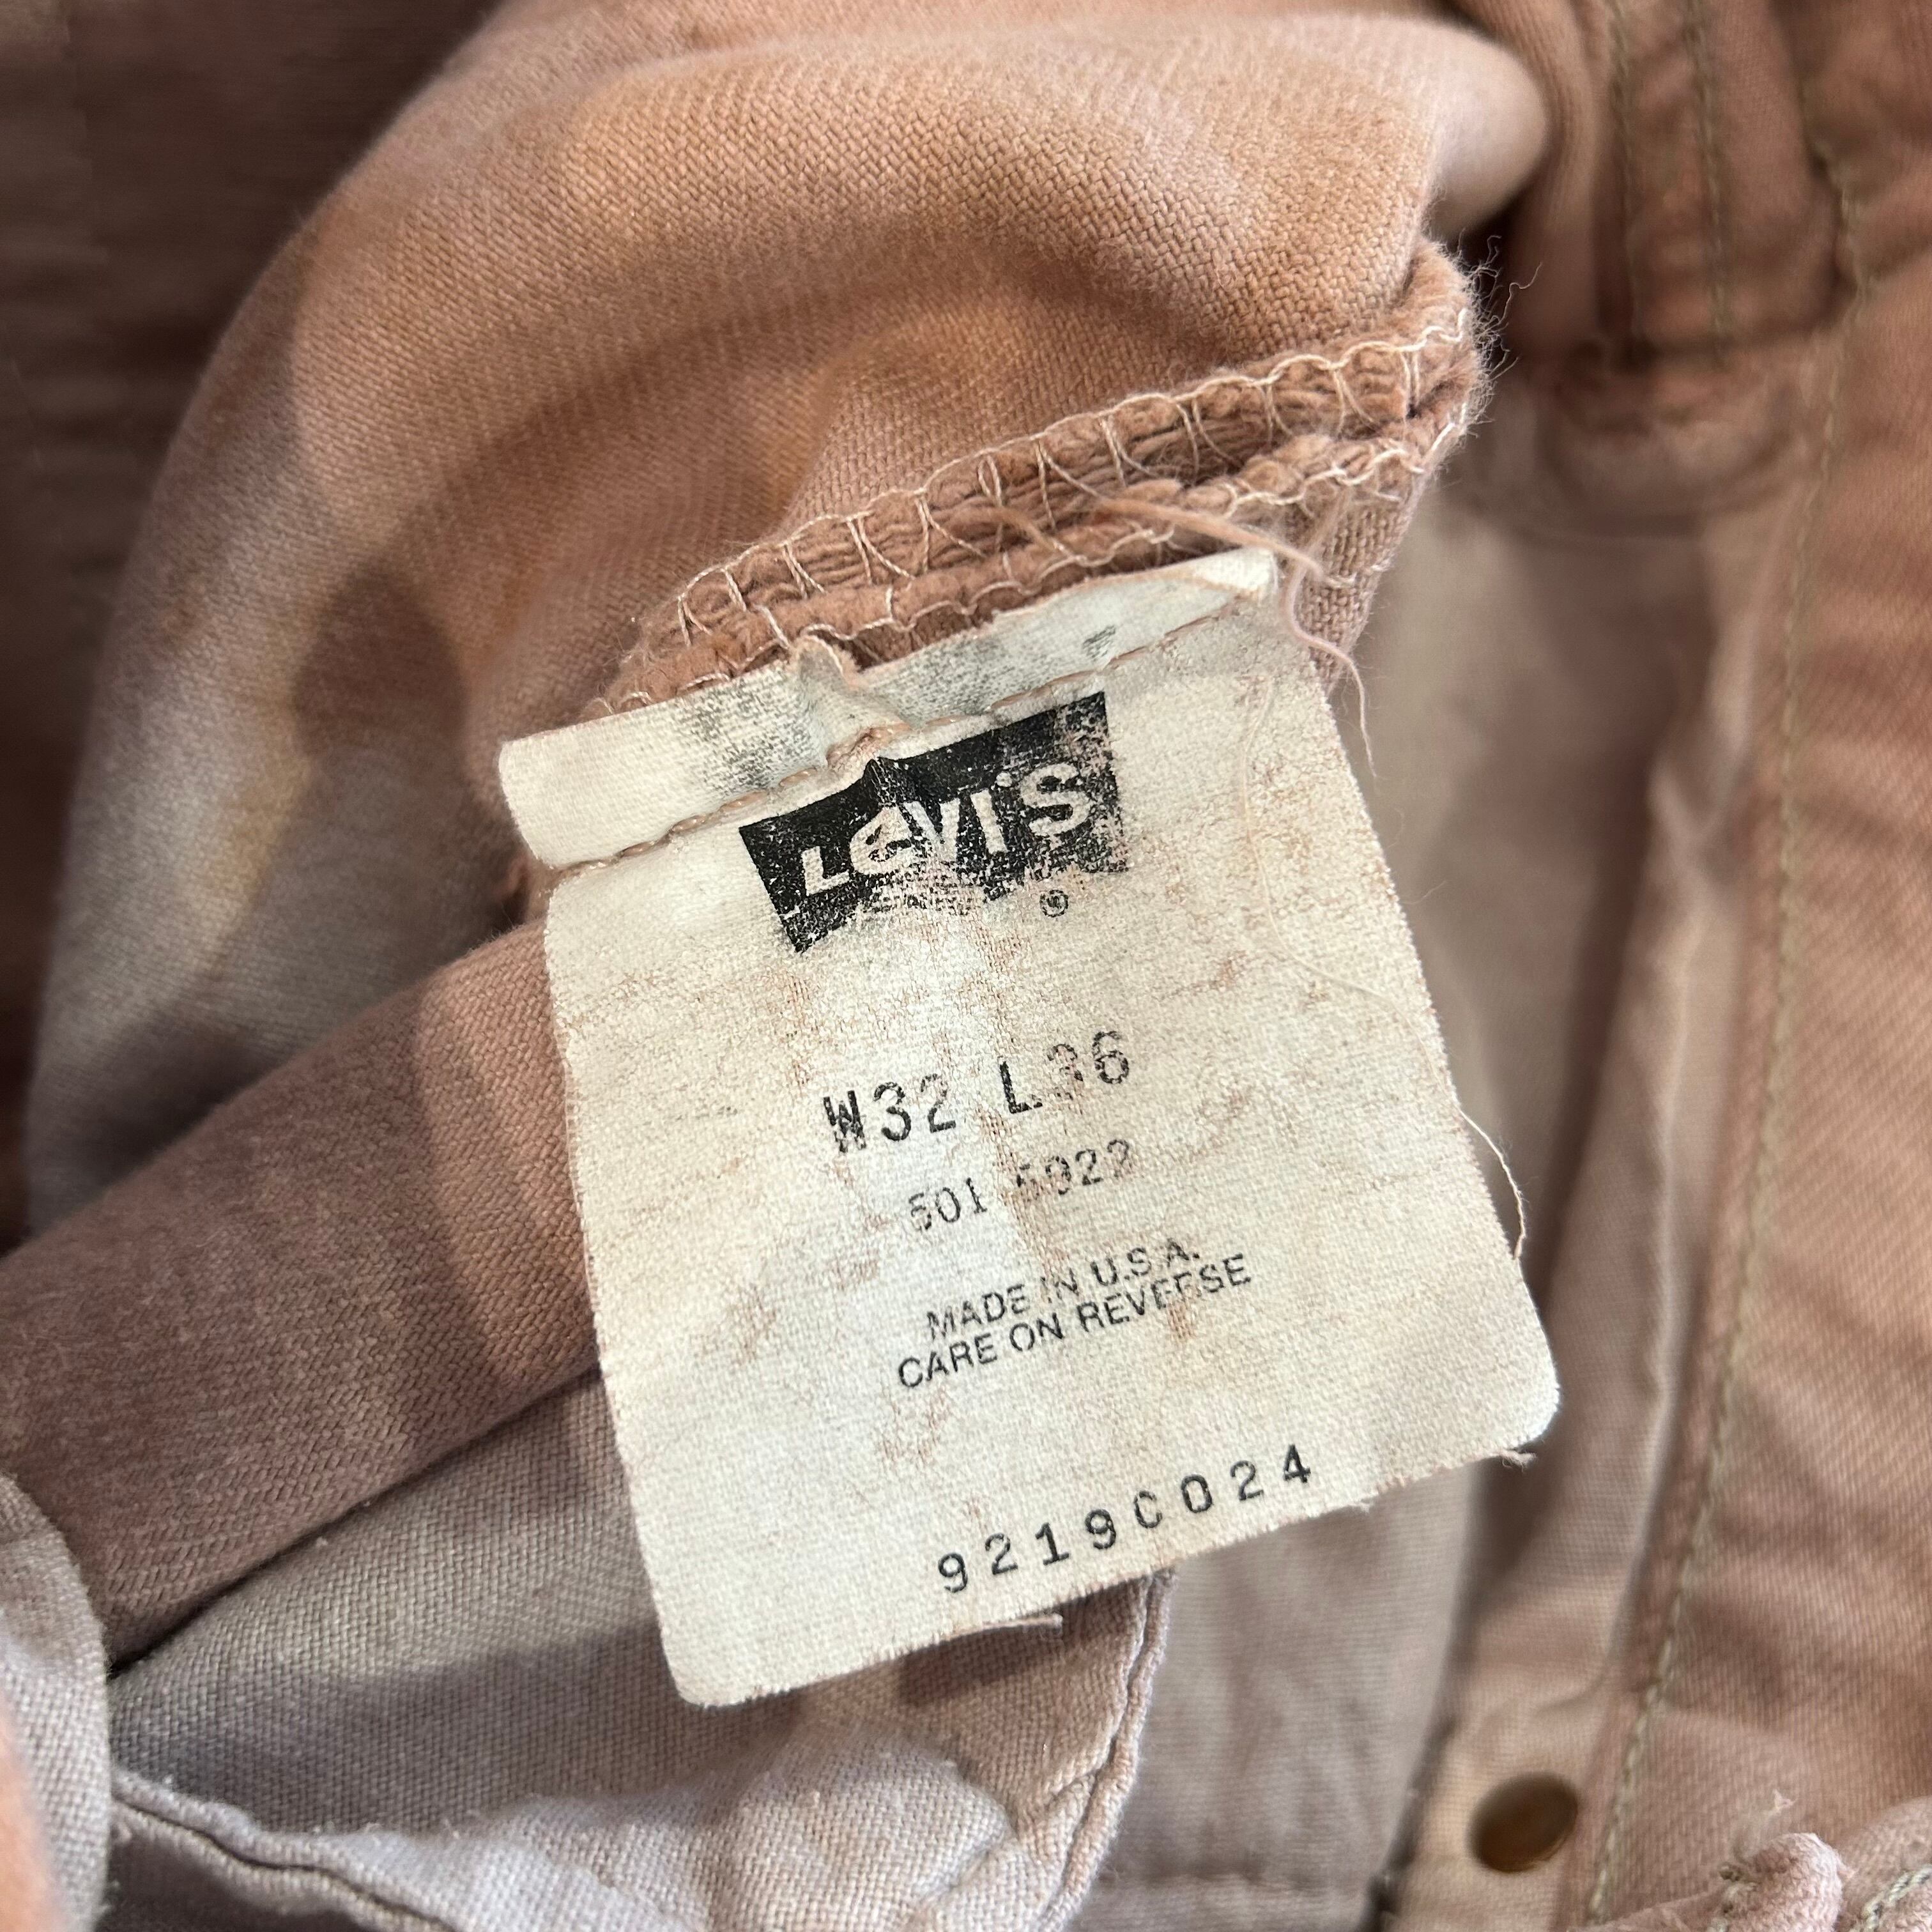 LEVI'S
®
W32 L36
501 5922
MADE IN U.S.A.
CARE ON REVERSE
9219C024